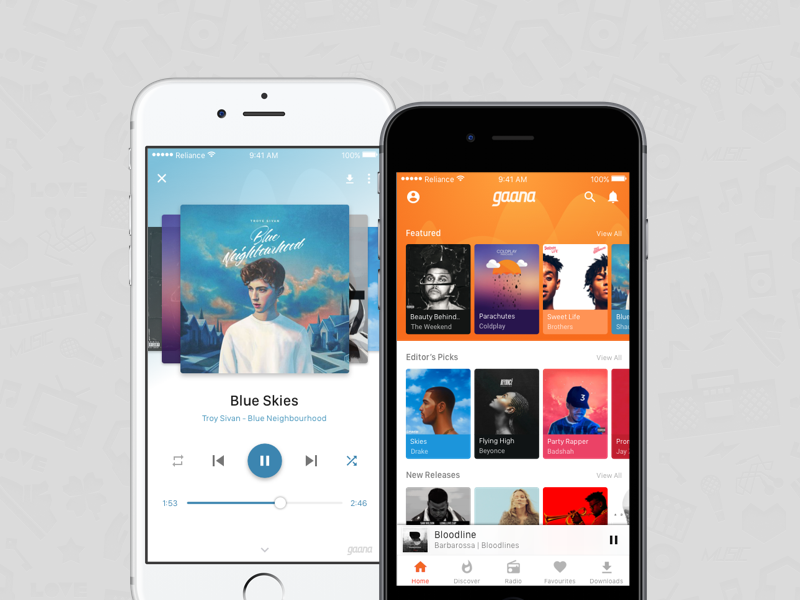 Reliance
9:41 AM
100%
TROYE SIVAN
Blue
Neighbourhood
Blue Skies
Troy Sivan - Blue Neighbourhood
1:53
2:46
gaana
Reliance
9:41 AM
100%
gaana
Featured
View All
COLDPLAY
Beauty Behind..
The Weekend
Parachutes
Coldplay
Sweet Life
Brothers
Blue
Editor's Picks
View All
BEYONCÉ
3
Skies
Drake
Flying High
Beyonce
Party Rapper
Badshah
Jay
New Releases
View All
Bloodline
Barbarossa | Bloodlines
Home
Discover
Radio
Favourites
Downloads